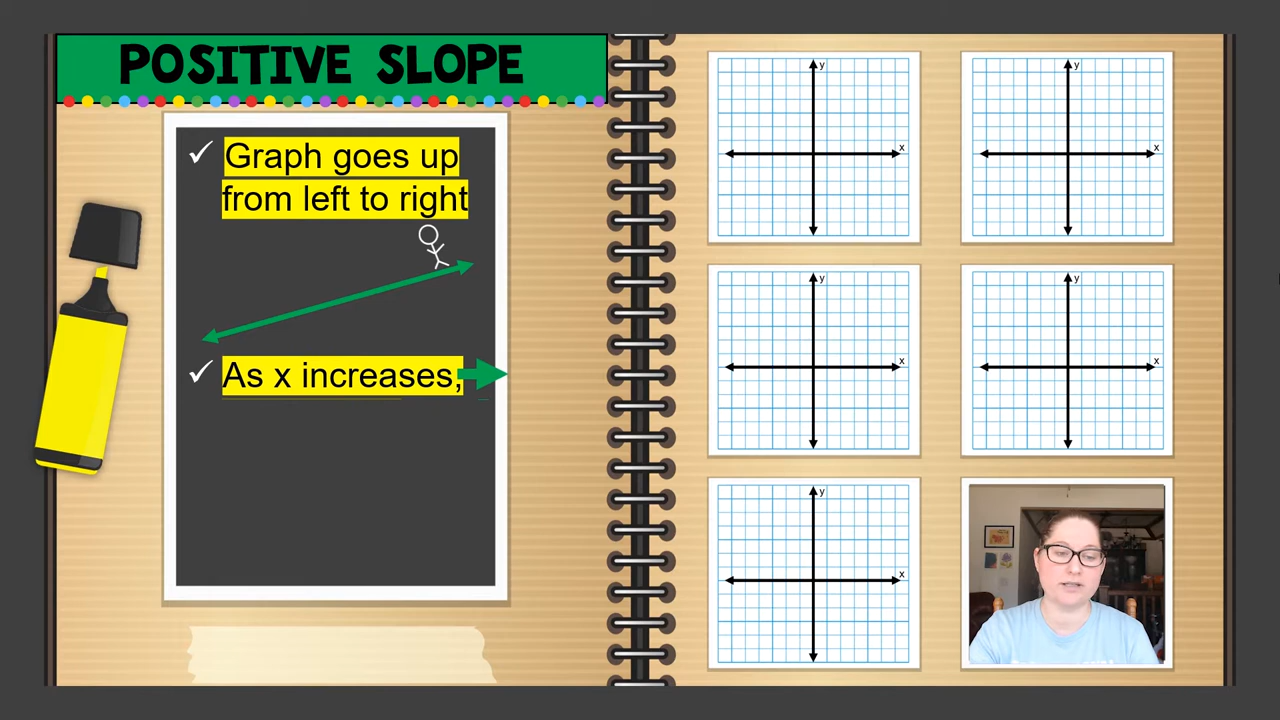 POSITIVE SLOPE
✓ Graph goes up
from left to right
✓ As x increases,
y
x
y
x
y
x
y
x
y
x